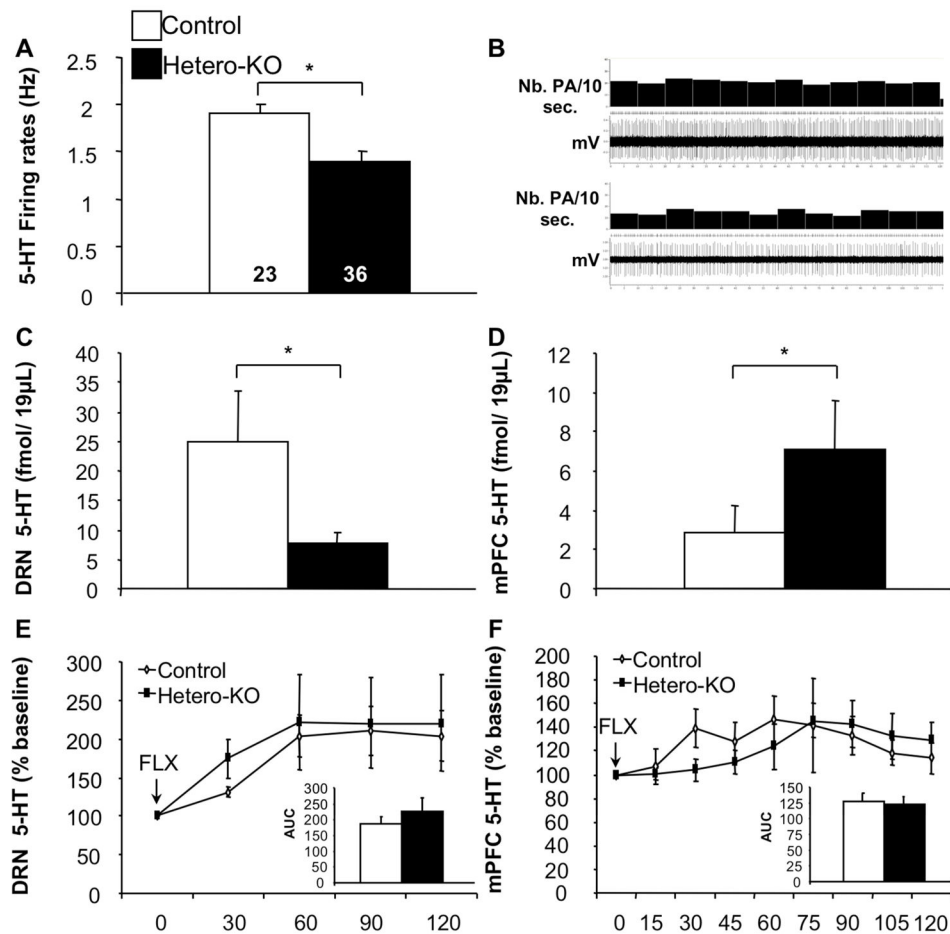 Control
Hetero-KO
A
5-HT Firing rates (Hz)
2.5
2
1.5
1
0.5
0
*
23
36
B
Nb. PA/10
sec.
mV
Nb. PA/10
sec.
mV
C
DRN 5-HT (fmol/ 19µL)
40
35
30
25
20
15
10
5
0
*
D
mPFC 5-HT (fmol/ 19µL)
12
10
8
6
4
2
0
*
E
DRN 5-HT (% baseline)
300
250
200
150
100
50
0
Control
Hetero-KO
FLX
AUC
300
250
200
150
100
50
0
0 30 60 90 120
F
mPFC 5-HT (% baseline)
200
180
160
140
120
100
80
60
40
20
0
Control
Hetero-KO
FLX
AUC
150
125
100
75
50
25
0
0 15 30 45 60 75 90 105 120